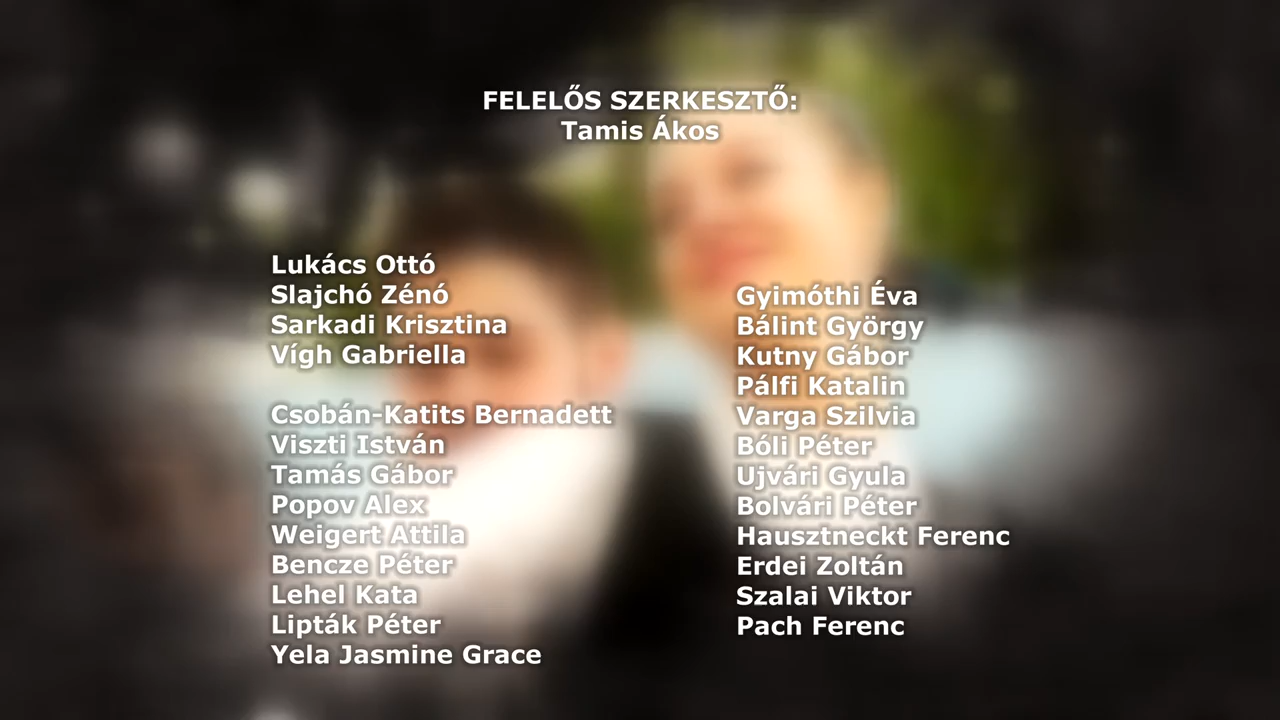 FELELŐS SZERKESZTŐ:
Tamis Ákos
Lukács Ottó
Slajchó Zénó
Sarkadi Krisztina
Vígh Gabriella
Csobán-Katits Bernadett
Viszti István
Tamás Gábor
Popov Alex
Weigert Attila
Bencze Péter
Lehel Kata
Lipták Péter
Yela Jasmine Grace
Gyimóthi Éva
Bálint György
Kutny Gábor
Pálfi Katalin
Varga Szilvia
Bóli Péter
Ujvári Gyula
Bolvári Péter
Hausztneckt Ferenc
Erdei Zoltán
Szalai Viktor
Pach Ferenc